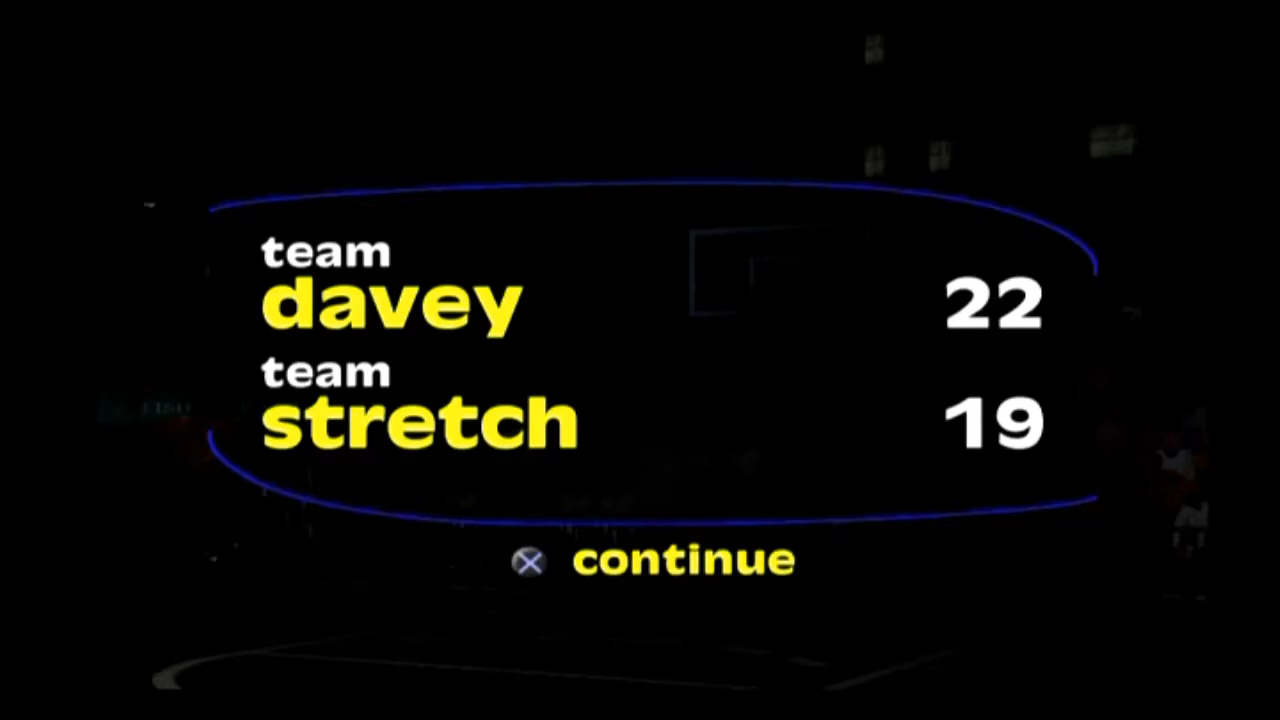 team
davey 22
team
stretch 19
continue